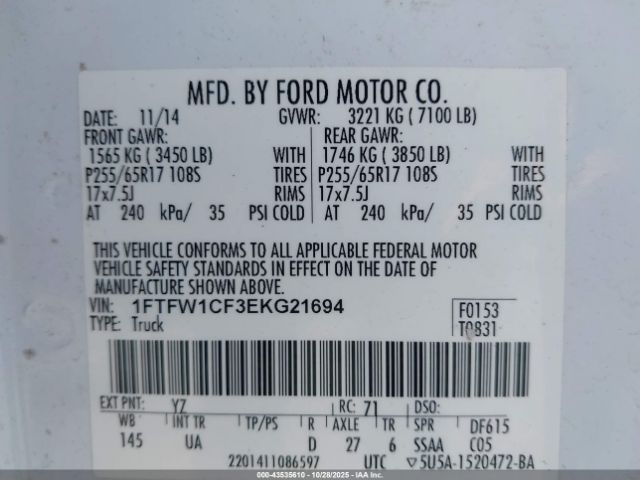 MFD. BY FORD MOTOR CO.
DATE: 11/14 GVWR: 3221 KG ( 7100 LB)
FRONT GAWR: REAR GAWR:
1565 KG ( 3450 LB) WITH 1746 KG ( 3850 LB) WITH
P255/65R17 108S TIRES P255/65R17 108S TIRES
17x7.5J RIMS 17x7.5J RIMS
AT 240 kPa/ 35 PSI COLD AT 240 kPa/ 35 PSI COLD
THIS VEHICLE CONFORMS TO ALL APPLICABLE FEDERAL MOTOR
VEHICLE SAFETY STANDARDS IN EFFECT ON THE DATE OF
MANUFACTURE SHOWN ABOVE.
VIN: 1FTFW1CF3EKG21694 F0153
TYPE: Truck T0831
EXT PNT: YZ RC: 71 DSO:
WB INT TR TP/PS R AXLE TR SPR DF615
145 UA D 27 6 SSAA C05
2201411086597 UTC ▽5U5A-1520472-BA
000-43535610 10/28/2025 - IAA Inc.